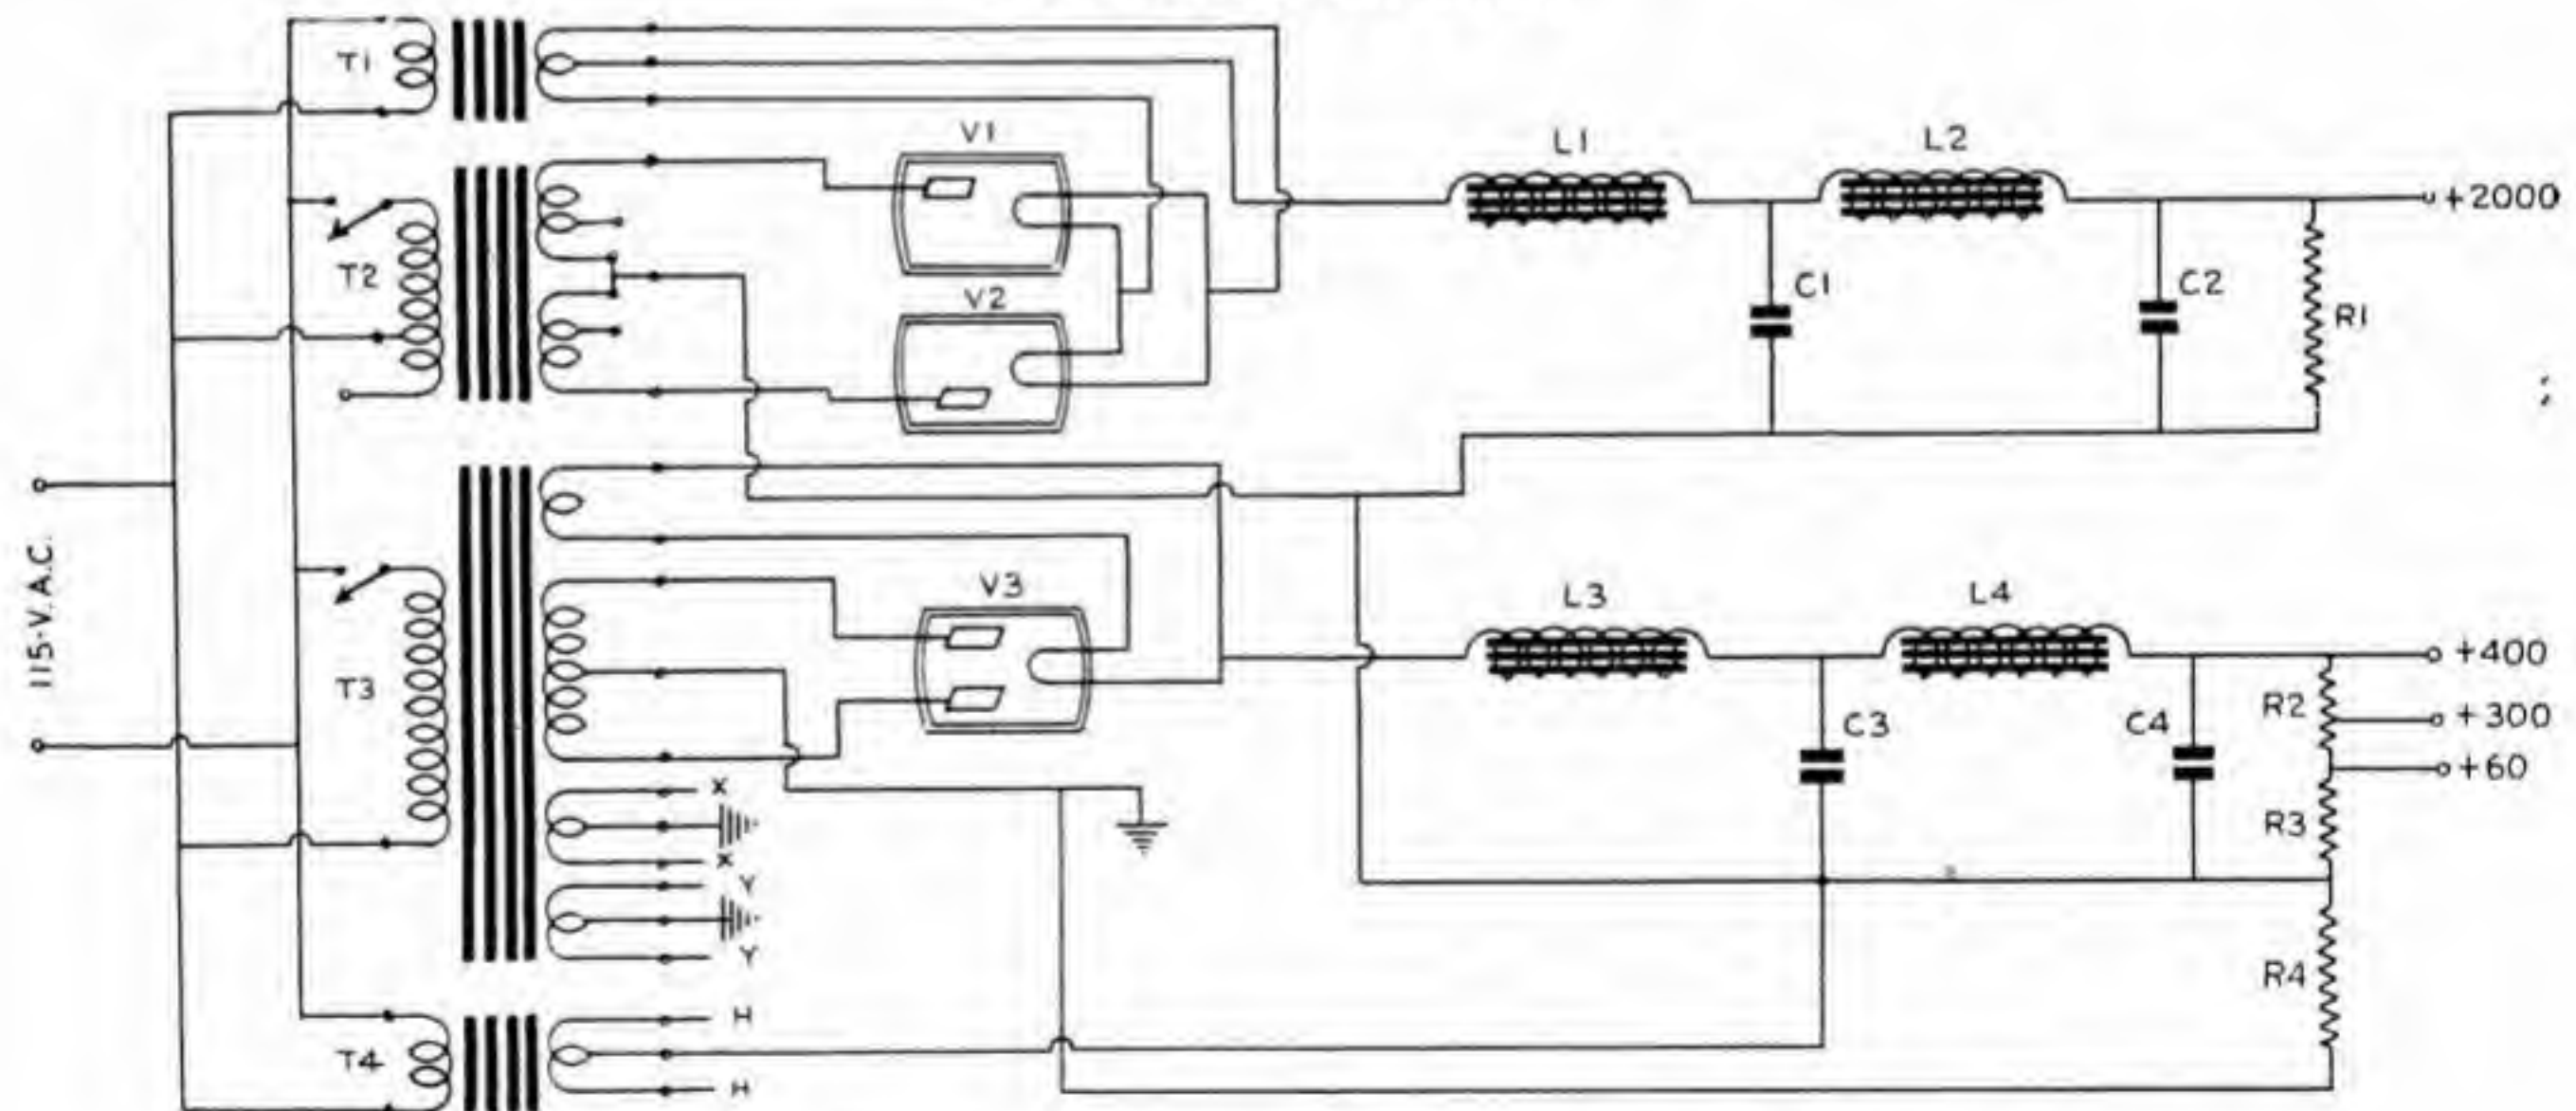 T1
V1
L1
L2
+2000
T2
V2
C1
C2
R1
115-V. A.C.
V3
L3
L4
+400
T3
R2
+300
C3
C4
+60
X
R3
X
Y
Y
R4
H
T4
H